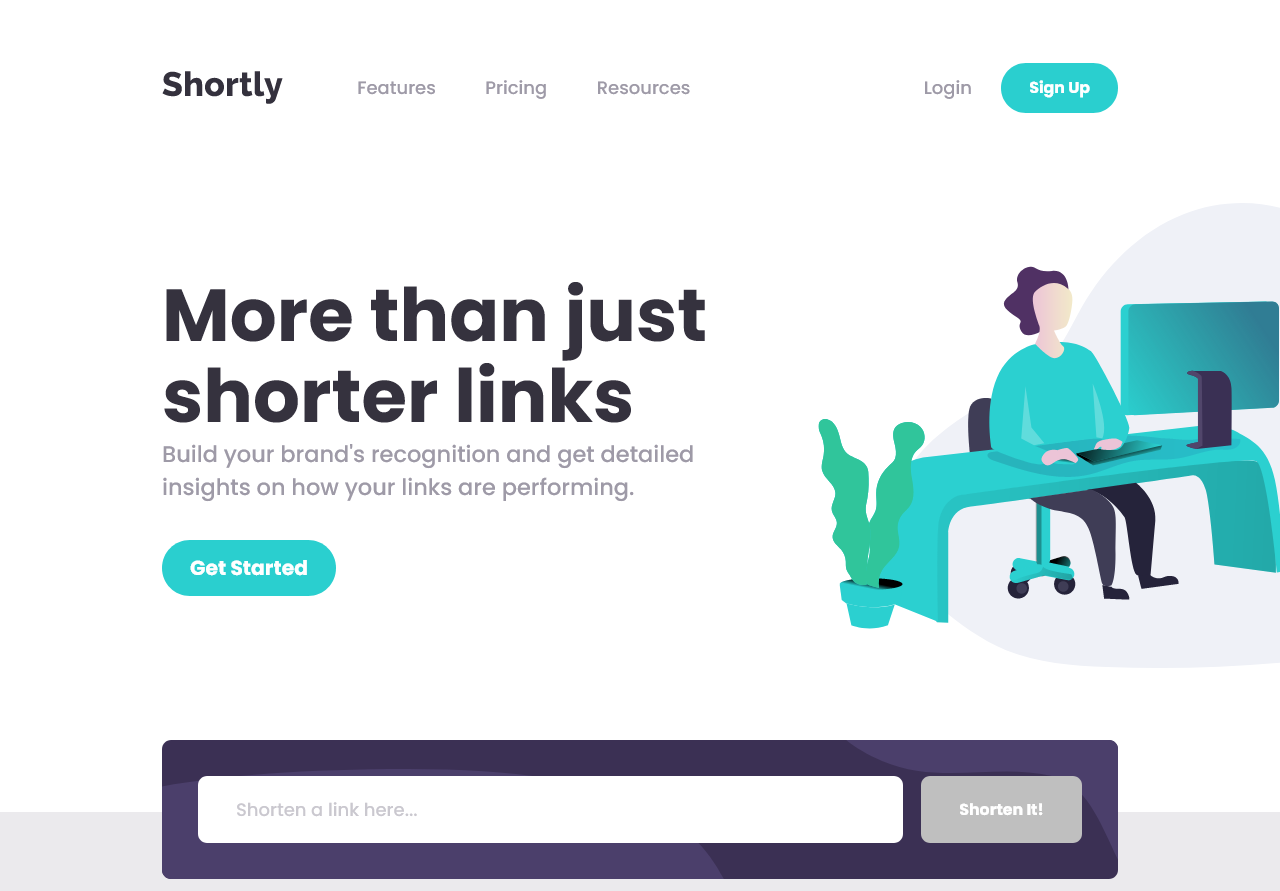 Shortly
Features
Pricing
Resources
Login
Sign Up
More than just
shorter links
Build your brand's recognition and get detailed
insights on how your links are performing.
Get Started
Shorten a link here...
Shorten It!